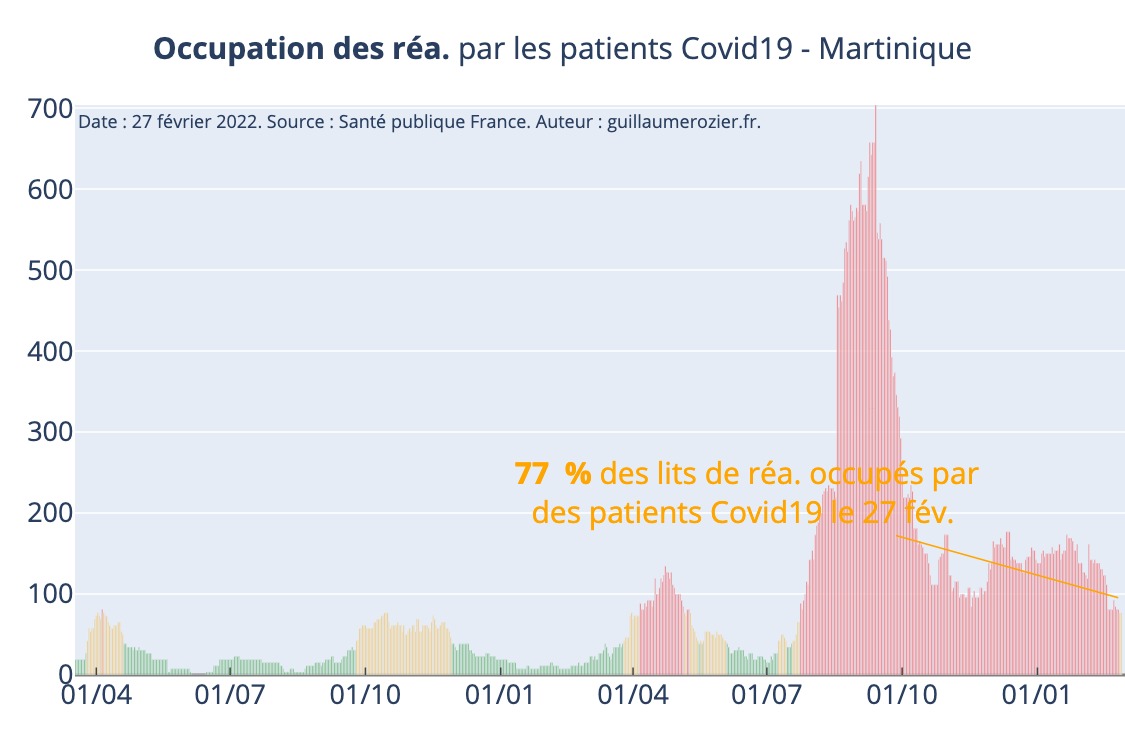 Occupation des réa. par les patients Covid19 - Martinique
700
Date : 27 février 2022. Source : Santé publique France. Auteur : guillaumerozier.fr.
600
500
400
300
77 % des lits de réa. occupés par
des patients Covid19 le 27 fév.
200
100
0
01/04 01/07 01/10 01/01 01/04 01/07 01/10 01/01